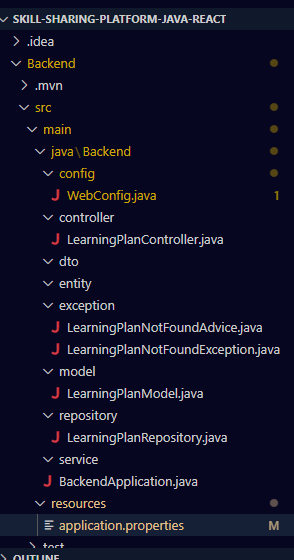 SKILL-SHARING-PLATFORM-JAVA-REACT
.idea
Backend
.mvn
src
main
java\Backend
config
WebConfig.java 1
controller
LearningPlanController.java
dto
entity
exception
LearningPlanNotFoundAdvice.java
LearningPlanNotFoundException.java
model
LearningPlanModel.java
repository
LearningPlanRepository.java
service
BackendApplication.java
resources
application.properties M
test
OUTLINE